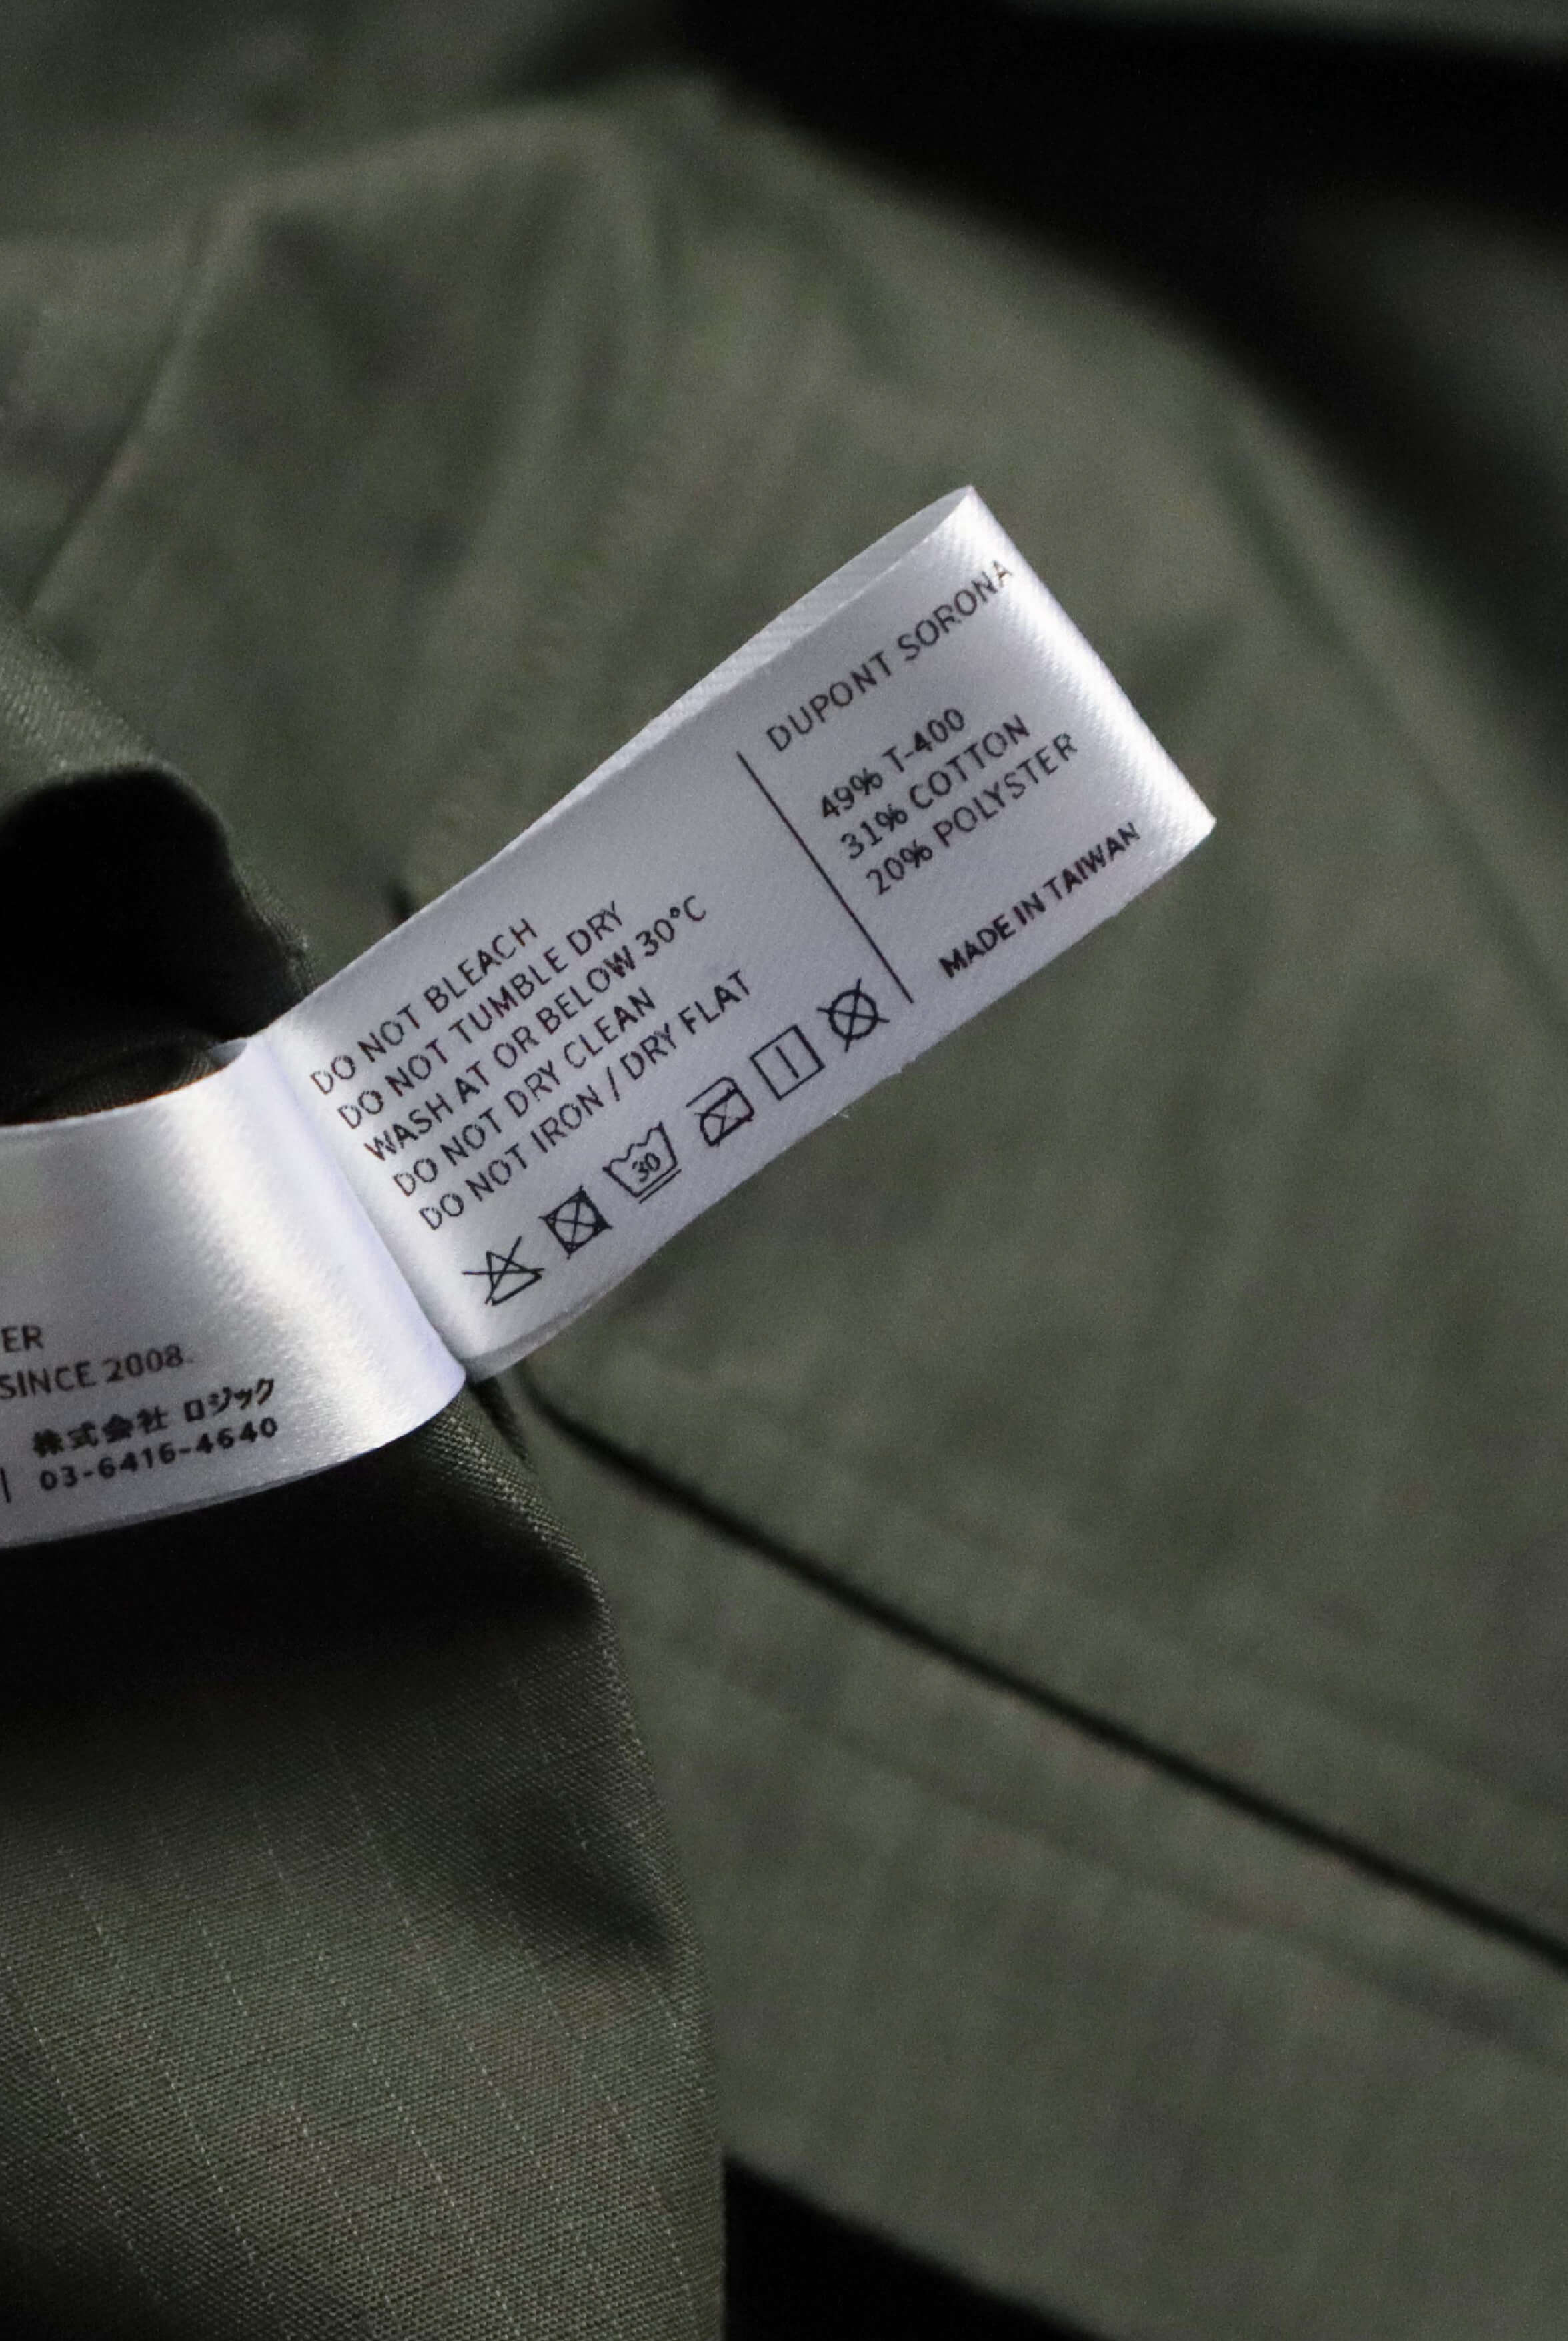 DUPONT SORONA
49% T-400
31% COTTON
20% POLYSTER
MADE IN TAIWAN
DO NOT BLEACH
DO NOT TUMBLE DRY
WASH AT OR BELOW 30°C
DO NOT DRY CLEAN
DO NOT IRON / DRY FLAT
30
ER
SINCE 2008.
株式会社 ロジック
03-6416-4640